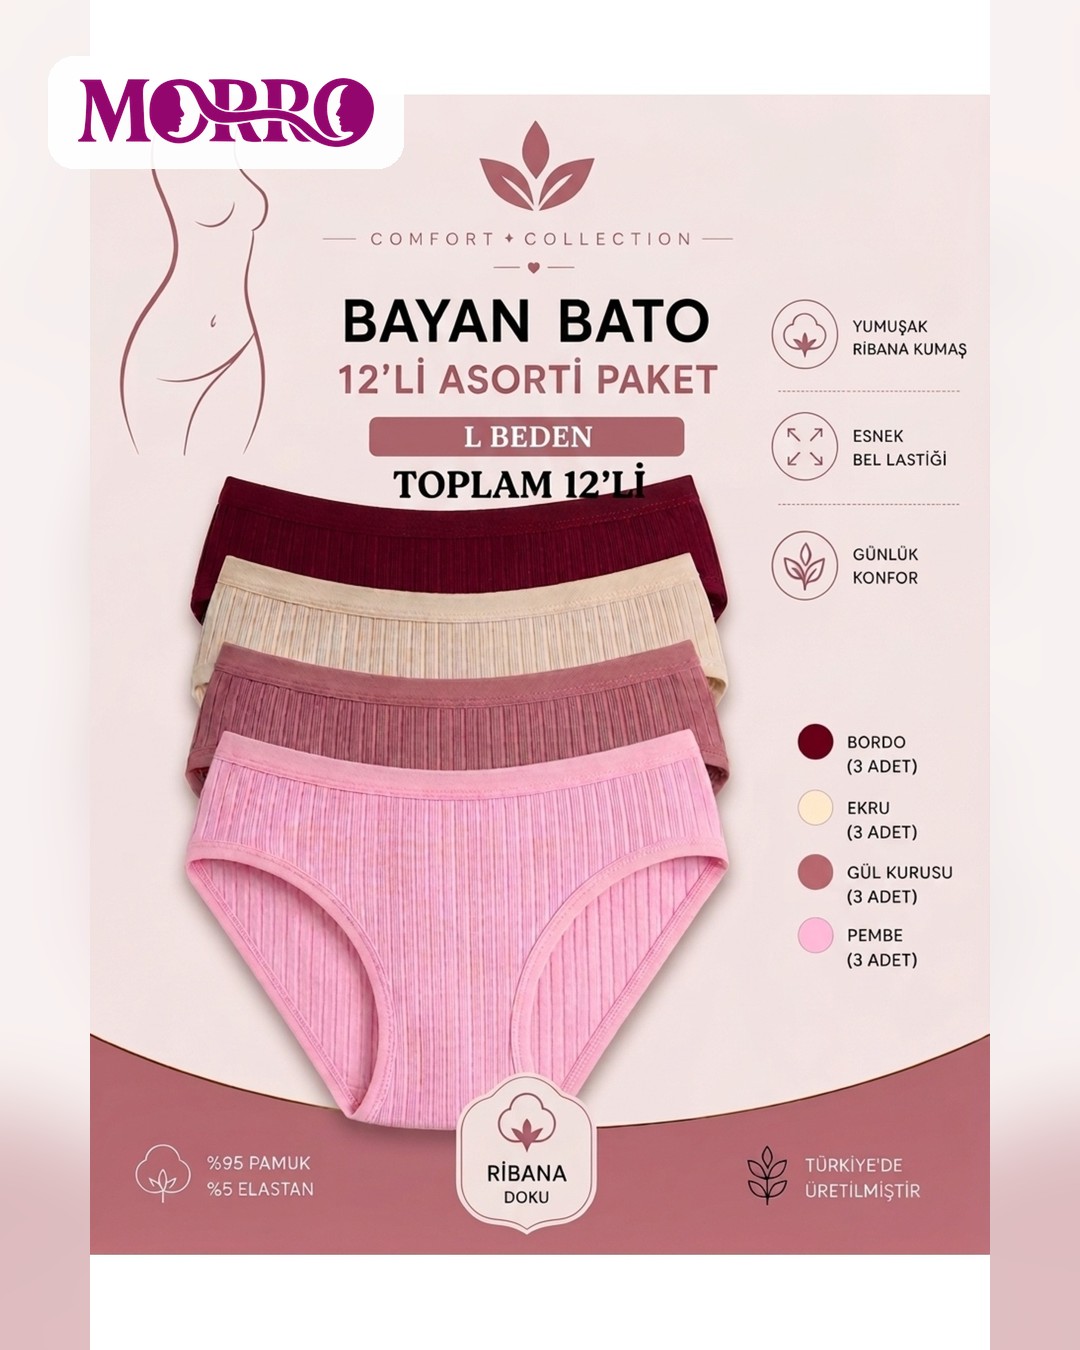 MORRO
COMFORT COLLECTION
BAYAN BATO
12'Lİ ASORTİ PAKET
L BEDEN
TOPLAM 12'Lİ
YUMUŞAK
RİBANA KUMAŞ
ESNEK
BEL LASTİĞİ
GÜNLÜK
KONFOR
BORDO
(3 ADET)
EKRU
(3 ADET)
GÜL KURUSU
(3 ADET)
PEMBE
(3 ADET)
%95 PAMUK
%5 ELASTAN
RİBANA
DOKU
TÜRKİYE'DE
ÜRETİLMİŞTİR